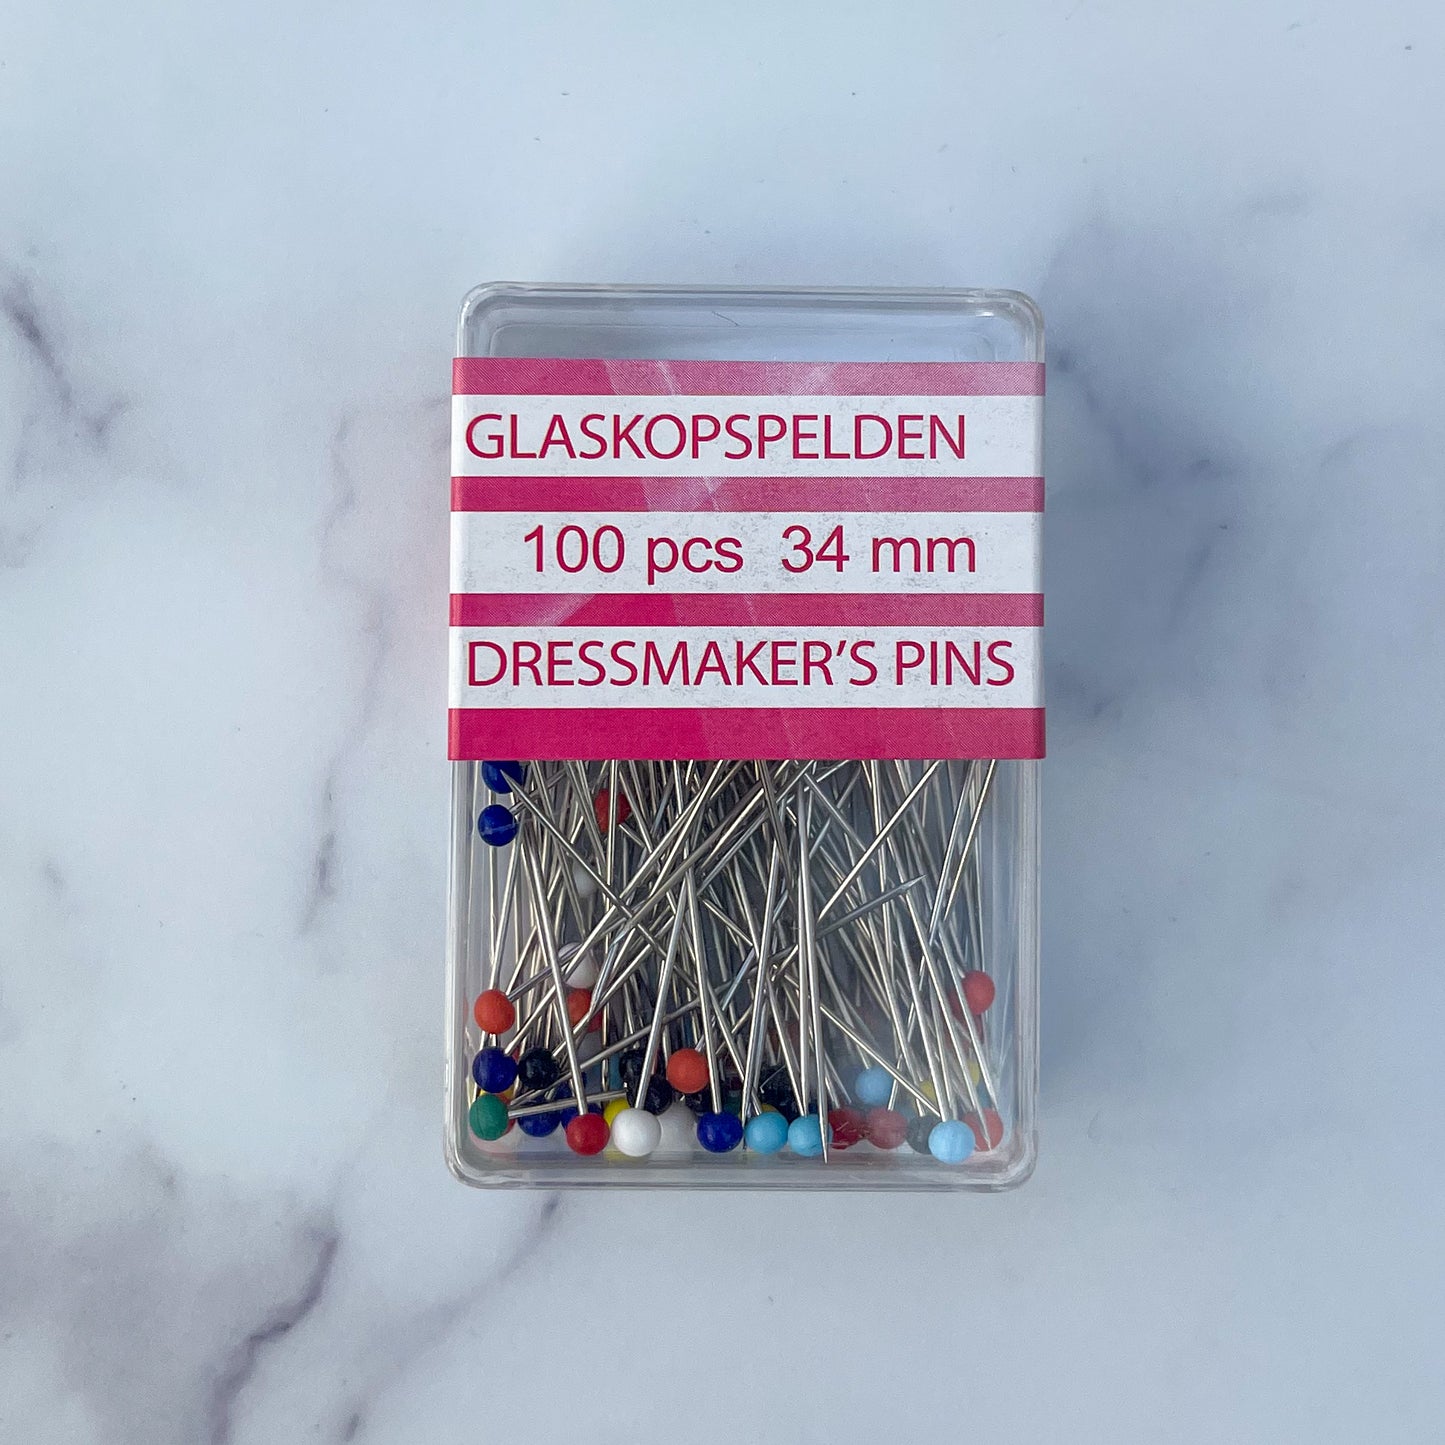 GLASKOPSPELDEN
100 pcs 34 mm
DRESSMAKER’S PINS